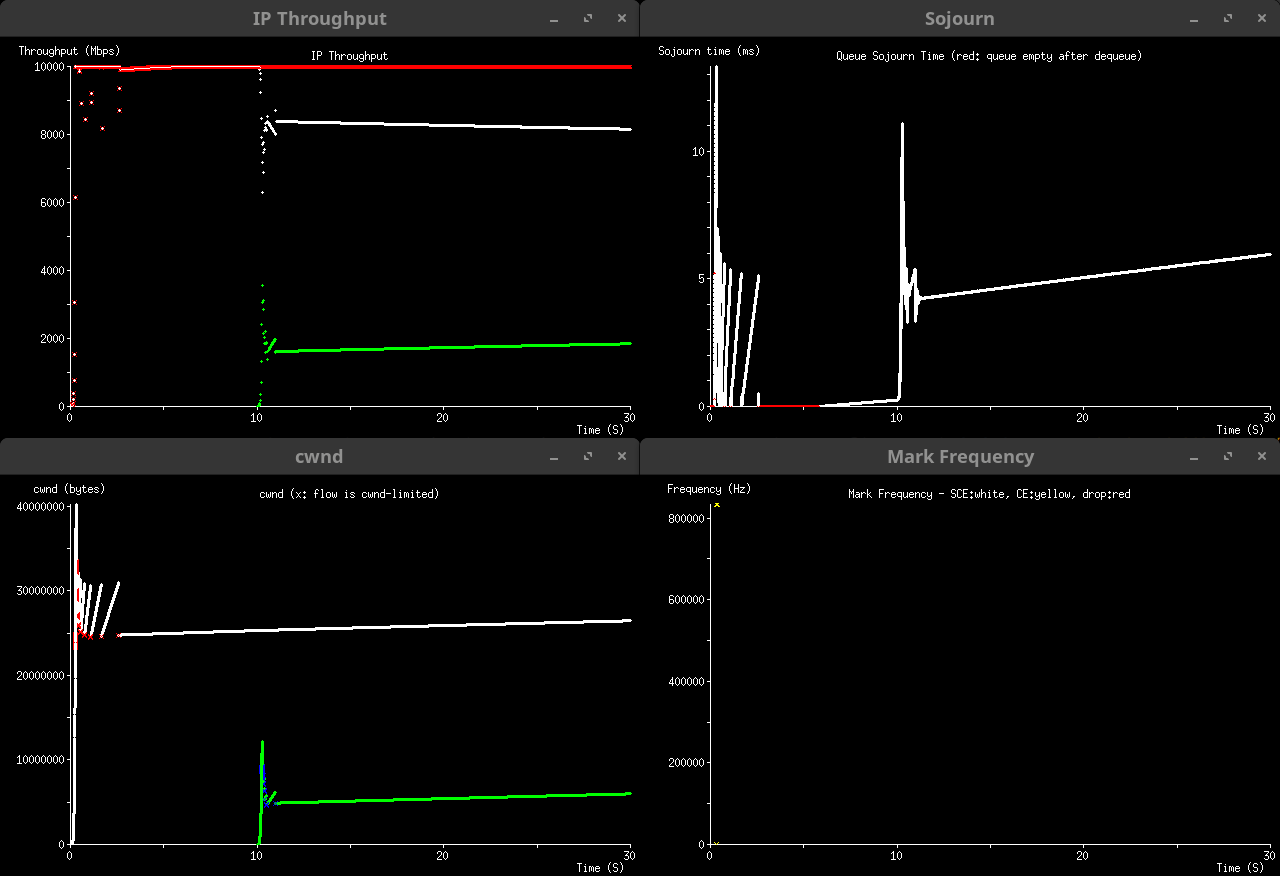 IP Throughput
Throughput (Mbps)
IP Throughput
10000
8000
6000
4000
2000
0
0
10
20
30
Time (S)
Sojourn
Sojourn time (ms)
Queue Sojourn Time (red: queue empty after dequeue)
10
5
0
0
10
20
30
Time (S)
cwnd
cwnd (bytes)
cwnd (x: flow is cwnd-limited)
40000000
30000000
20000000
10000000
0
0
10
20
30
Time (S)
Mark Frequency
Frequency (Hz)
Mark Frequency - SCE:white, CE:yellow, drop:red
800000
600000
400000
200000
0
0
10
20
30
Time (S)